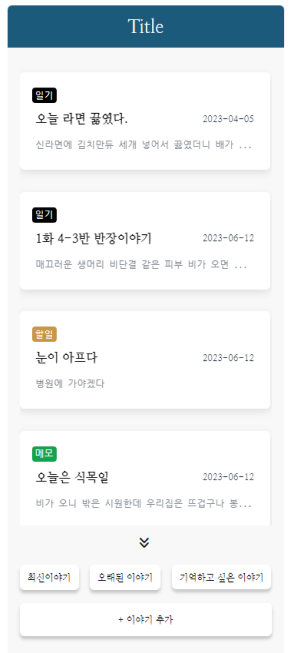 Title
일기
오늘 라면 끓였다.
2023-04-05
신라면에 김치만듀 세개 넣어서 끓였더니 배가 ...
일기
1화 4-3반 반장이야기
2023-06-12
매끄러운 생머리 비단결 같은 피부 비가 오면 ...
할일
눈이 아프다
2023-06-12
병원에 가야겠다
메모
오늘은 식목일
2023-06-12
비가 오니 밖은 시원한데 우리집은 뜨겁구나 봉...
최신이야기
오래된 이야기
기억하고 싶은 이야기
+ 이야기 추가